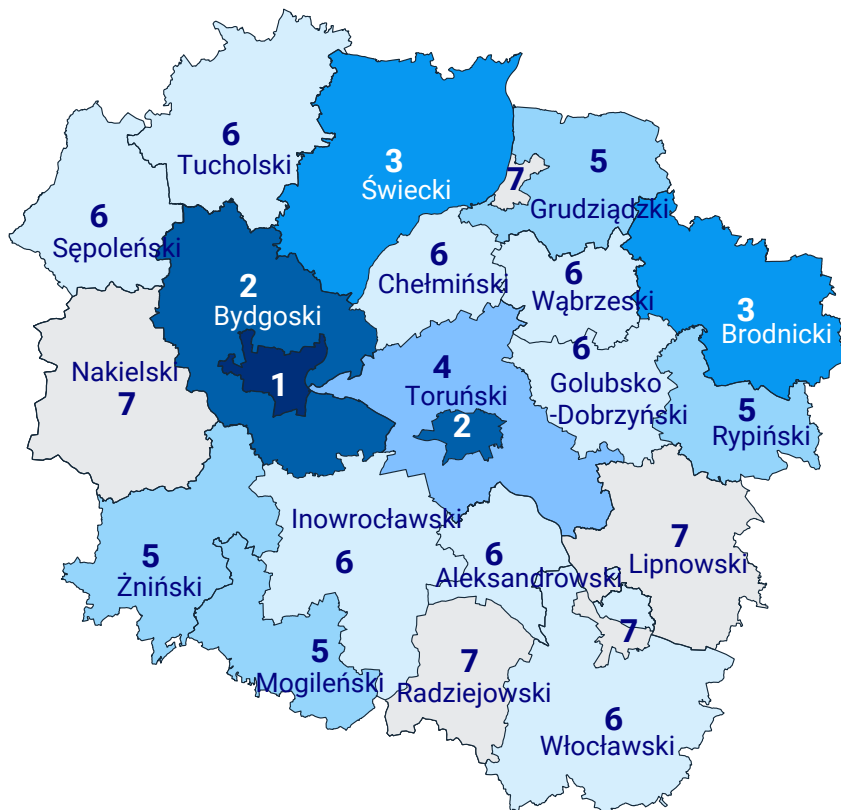 6
Tucholski
3
Świecki
5
Grudziądzki
7
6
Sępoleński
6
Chełmiński
6
Wąbrzeski
2
Bydgoski
3
Brodnicki
Nakielski
7
1
4
Toruński
2
6
Golubsko
-Dobrzyński
5
Rypiński
Inowrocławski
6
5
Żniński
6
Aleksandrowski
7
Lipnowski
7
5
Mogileński
7
Radziejowski
6
Włocławski